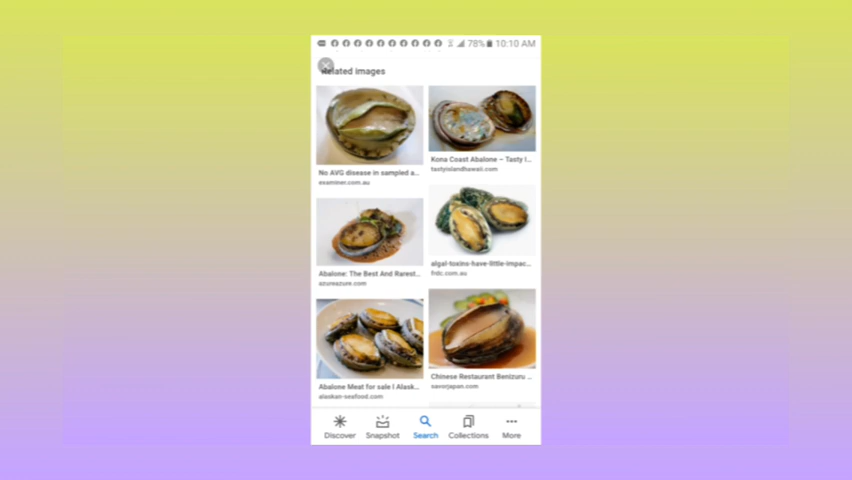 78% 10:10 AM
Related images
No AVG disease in sampled a...
examiner.com.au
Kona Coast Abalone – Tasty I...
tastyislandhawaii.com
Abalone: The Best And Rarest...
azureazure.com
algal-toxins-have-little-impac...
frdc.com.au
Abalone Meat for sale l Alask...
alaskan-seafood.com
Chinese Restaurant Benizuru ...
savorjapan.com
Discover Snapshot Search Collections More